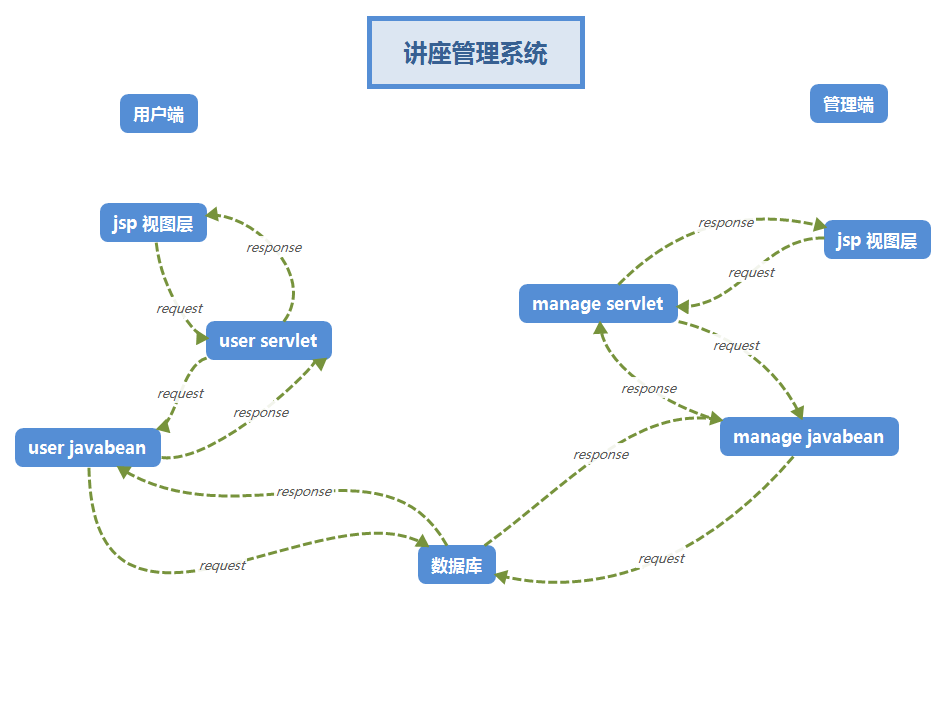 讲座管理系统
用户端
管理端
jsp 视图层
response
request
user servlet
request
response
user javabean
response
request
数据库
response
jsp 视图层
request
manage servlet
request
response
manage javabean
response
request